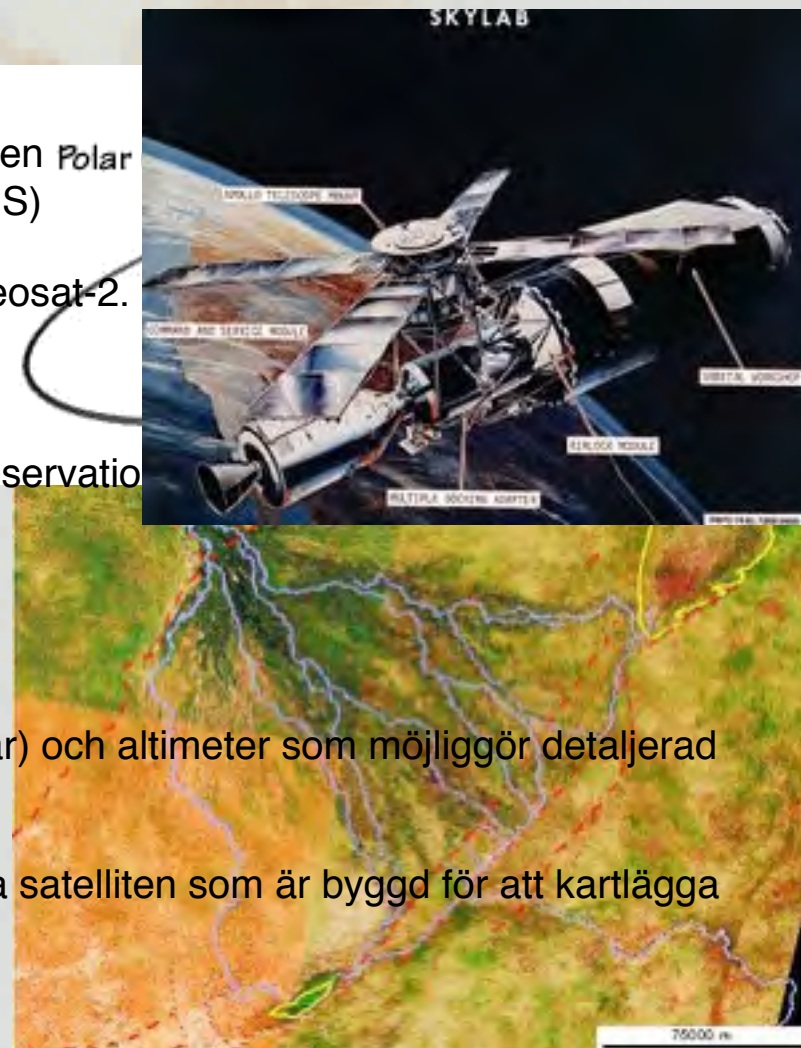 SKYLAB
en Polar
S)
APOLLO TELESCOPE MOUNT
eosat-2.
COMMAND AND SERVICE MODULE
ORBITAL WORKSHOP
AIRLOCK MODULE
servatio
MULTIPLE DOCKING ADAPTER
ar) och altimeter som möjliggör detaljerad
a satelliten som är byggd för att kartlägga
75000 m